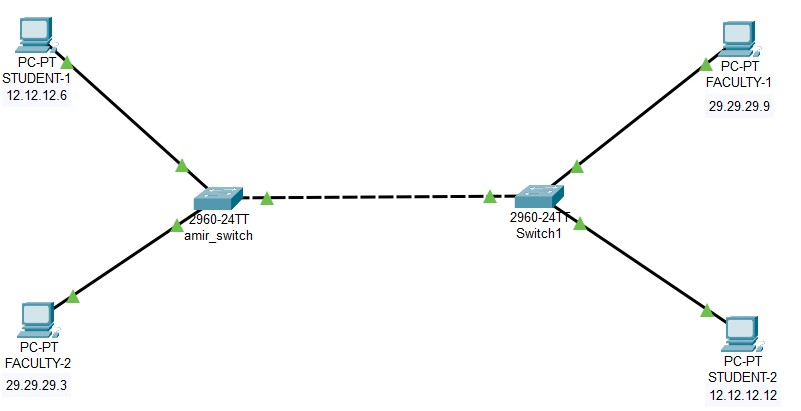 PC-PT
STUDENT-1
12.12.12.6
PC-PT
FACULTY-1
29.29.29.9
2960-24TT
amir_switch
2960-24TT
Switch1
PC-PT
FACULTY-2
29.29.29.3
PC-PT
STUDENT-2
12.12.12.12